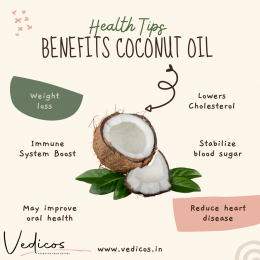 Health Tips
BENEFITS COCONUT OIL
Weight
loss
Lowers
Cholesterol
Immune
System Boost
Stabilize
blood sugar
May improve
oral health
Reduce heart
disease
Vedicos
www.vedicos.in